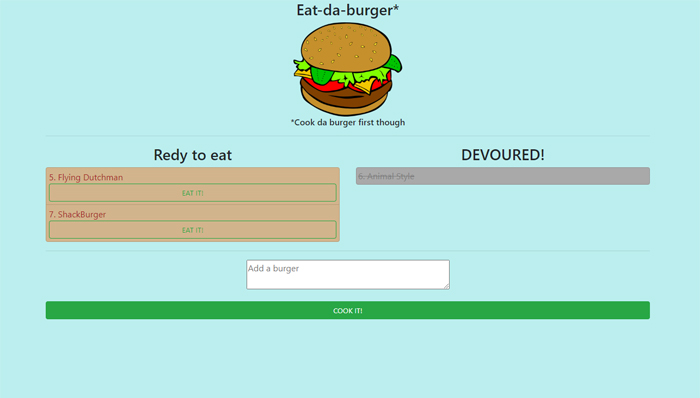 Eat-da-burger*
*Cook da burger first though
Redy to eat
5. Flying Dutchman
EAT IT!
7. ShackBurger
EAT IT!
DEVOURED!
6. Animal Style
Add a burger
COOK IT!